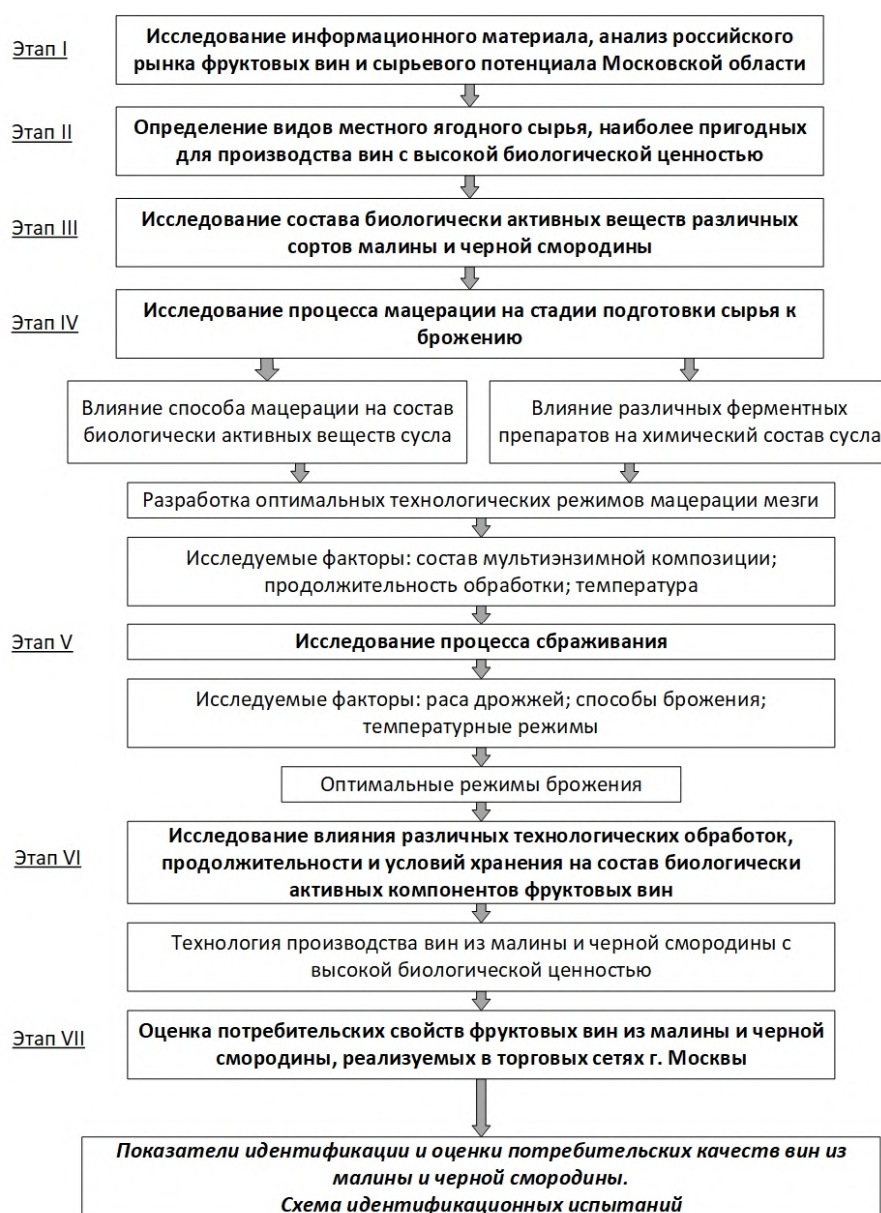 Этап I
Исследование информационного материала, анализ российского
рынка фруктовых вин и сырьевого потенциала Московской области
Этап II
Определение видов местного ягодного сырья, наиболее пригодных
для производства вин с высокой биологической ценностью
Этап III
Исследование состава биологически активных веществ различных
сортов малины и черной смородины
Этап IV
Исследование процесса мацерации на стадии подготовки сырья к
брожению
Влияние способа мацерации на состав
биологически активных веществ сусла
Влияние различных ферментных
препаратов на химический состав сусла
Разработка оптимальных технологических режимов мацерации мезги
Исследуемые факторы: состав мультиэнзимной композиции;
продолжительность обработки; температура
Этап V
Исследование процесса сбраживания
Исследуемые факторы: раса дрожжей; способы брожения;
температурные режимы
Оптимальные режимы брожения
Этап VI
Исследование влияния различных технологических обработок,
продолжительности и условий хранения на состав биологически
активных компонентов фруктовых вин
Технология производства вин из малины и черной смородины с
высокой биологической ценностью
Этап VII
Оценка потребительских свойств фруктовых вин из малины и черной
смородины, реализуемых в торговых сетях г. Москвы
Показатели идентификации и оценки потребительских качеств вин из
малины и черной смородины.
Схема идентификационных испытаний